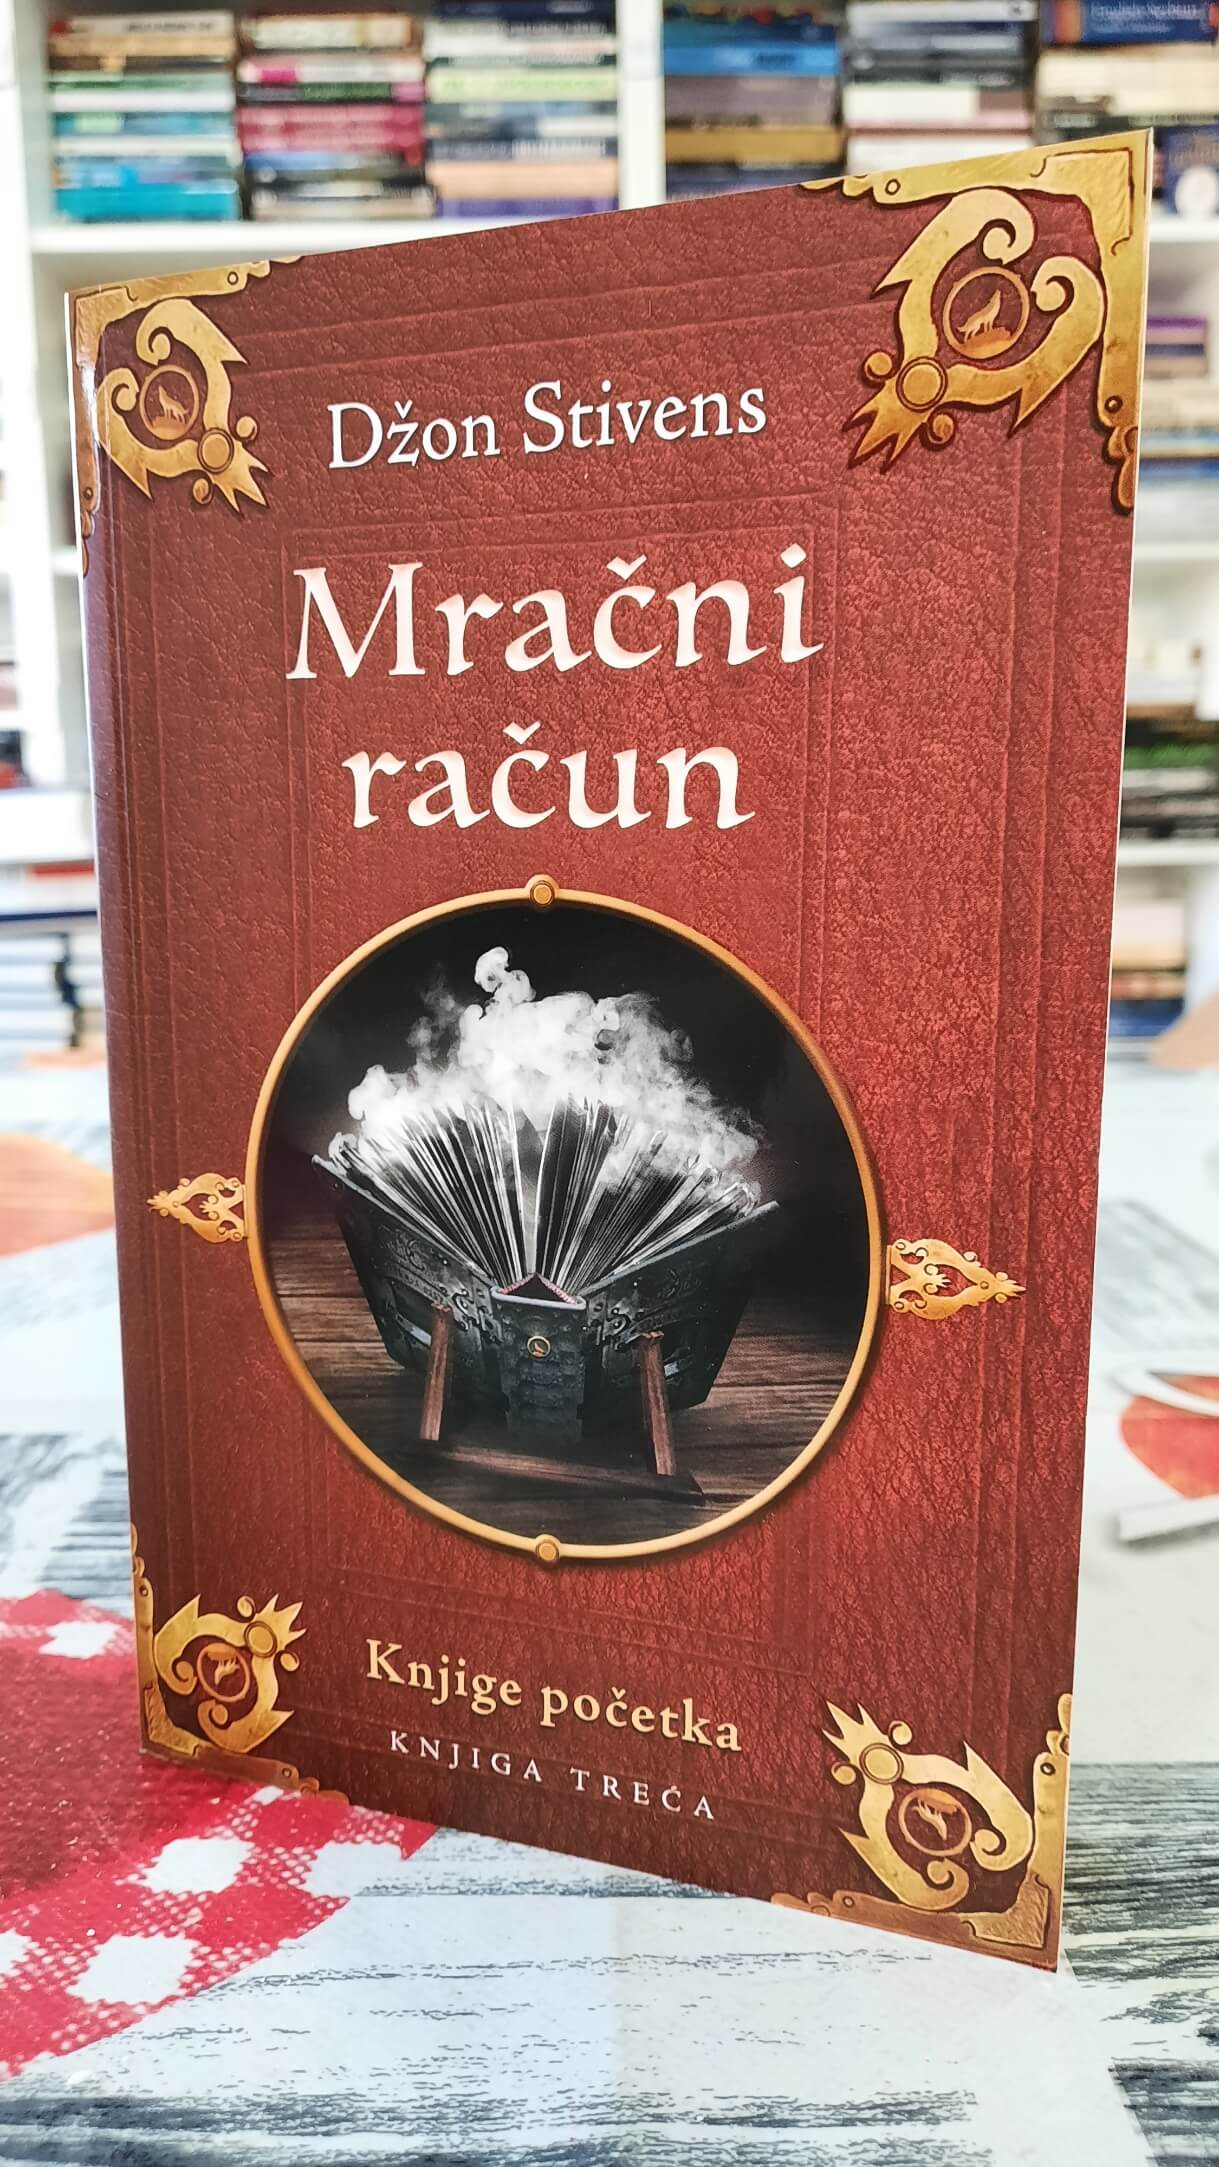 Džon Stivens
Mračni
račun
Knjige početka
KNJIGA TREĆA